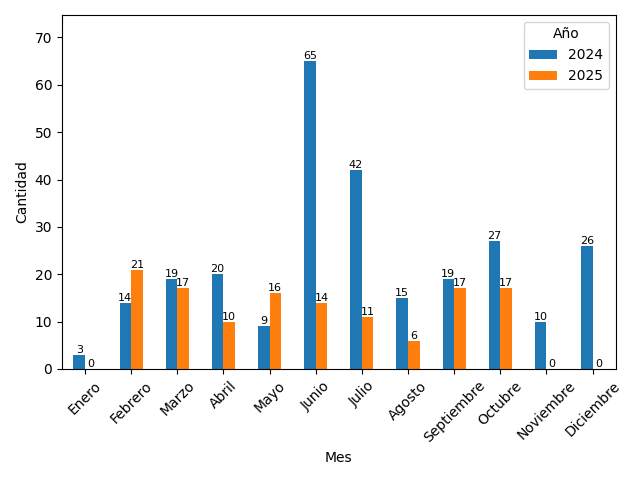 Año
2024
2025
Cantidad
70
60
50
40
30
20
10
0
3 0
14 21
19 17
20 10
9 16
65 14
42 11
15 6
19 17
27 17
10 0
26 0
Enero
Febrero
Marzo
Abril
Mayo
Junio
Julio
Agosto
Septiembre
Octubre
Noviembre
Diciembre
Mes